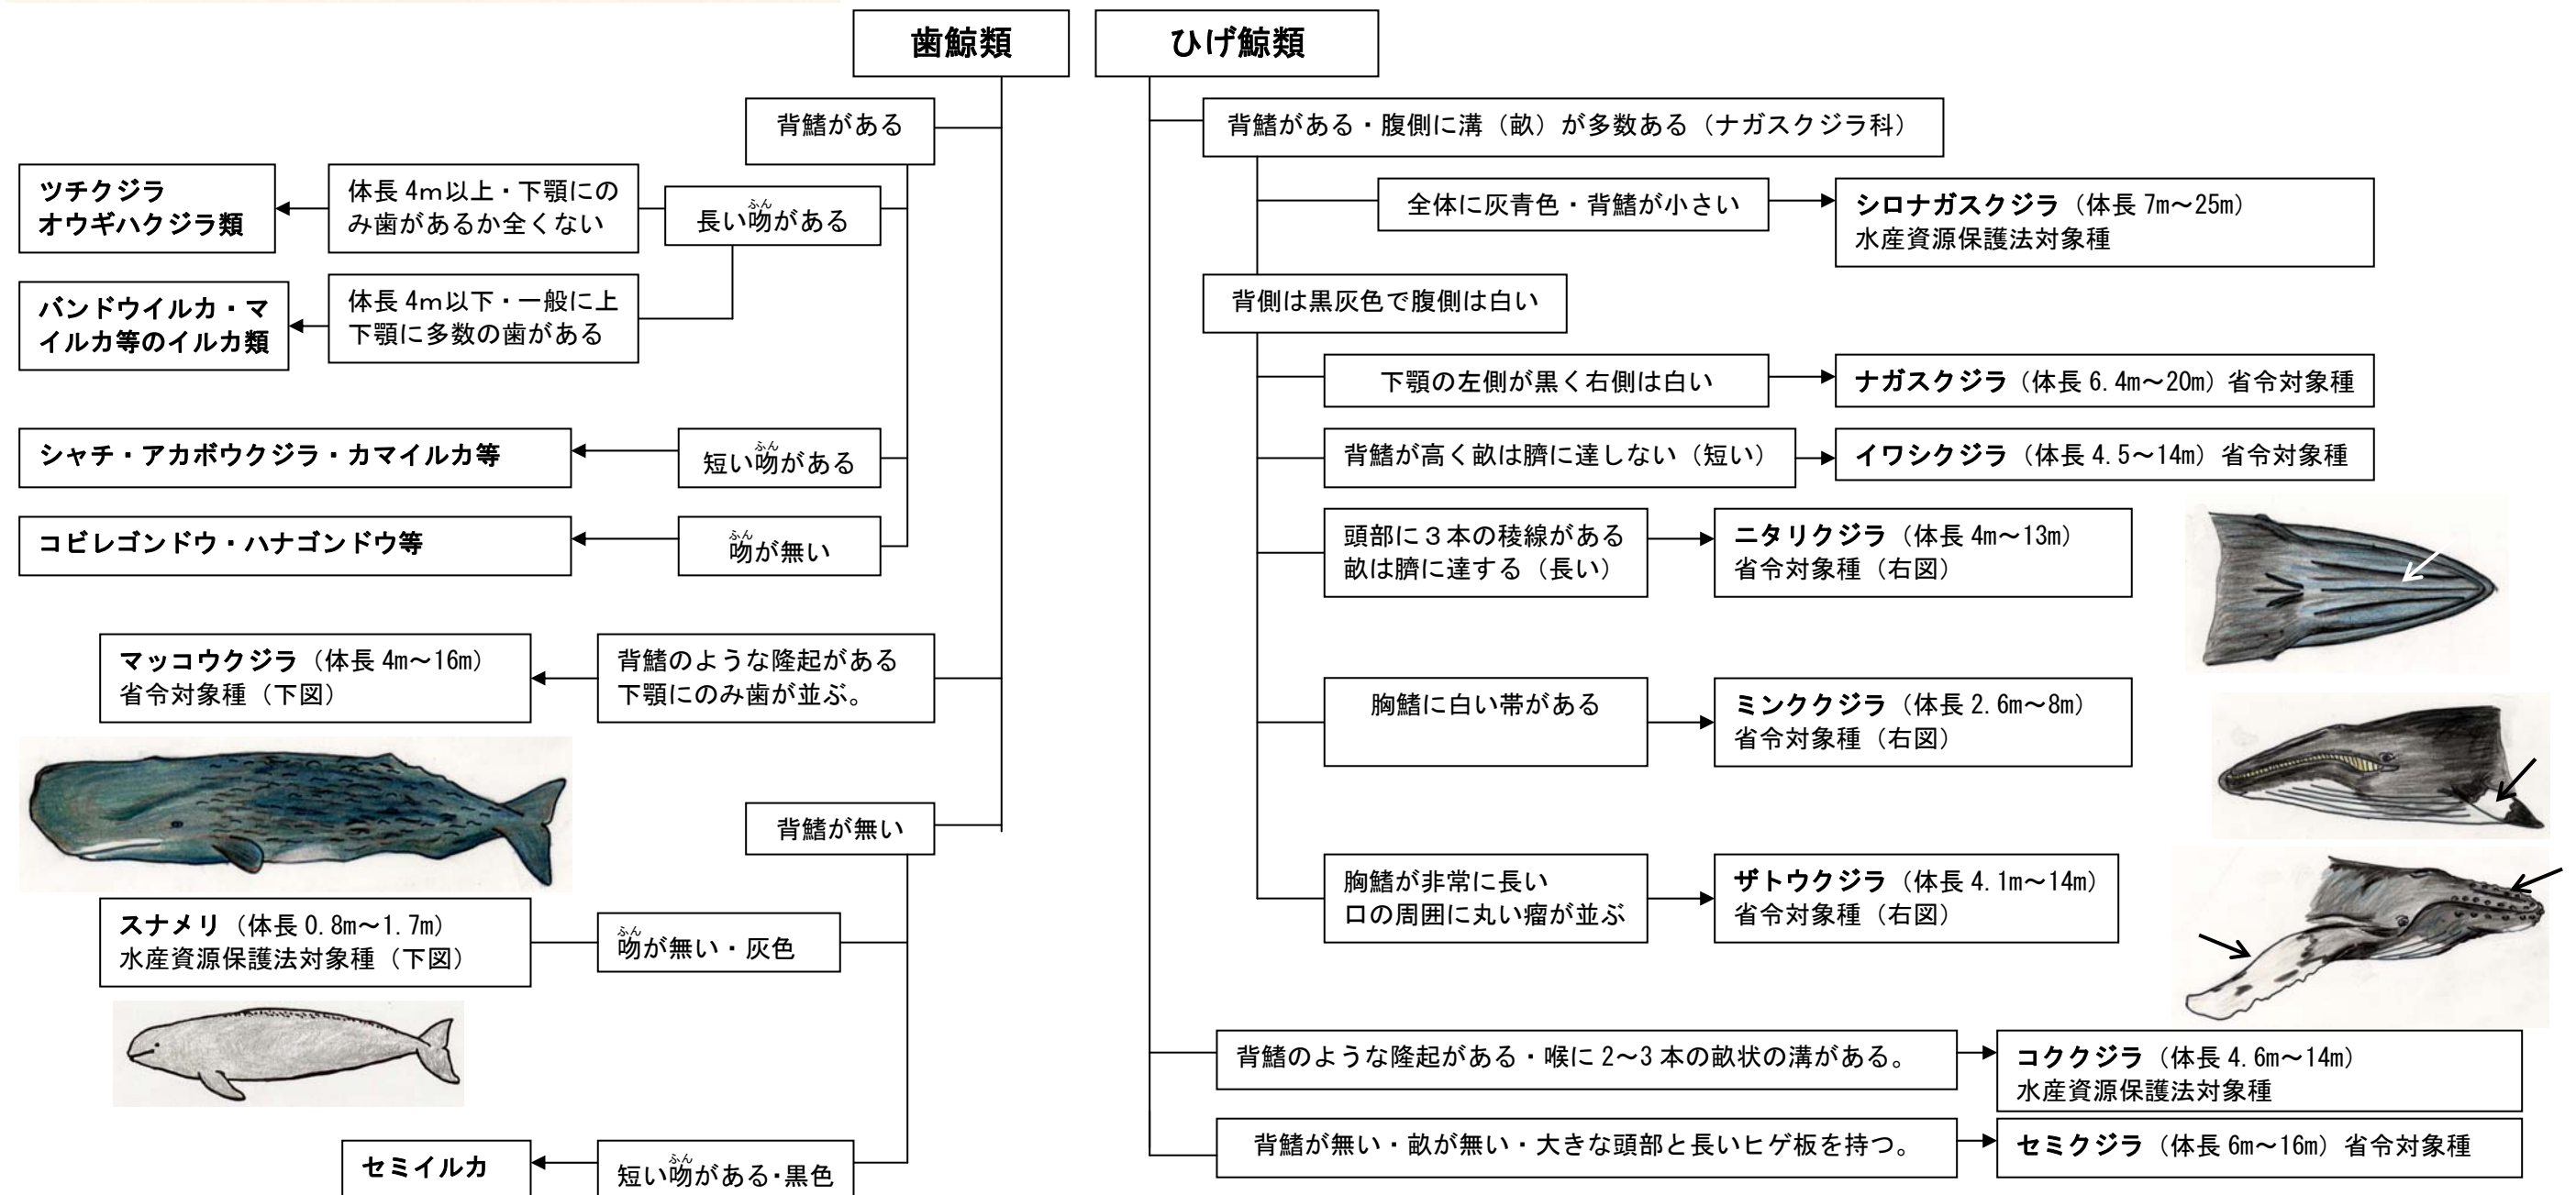 歯鯨類
背鰭がある
長い吻がある
ふん
体長 4m以上・下顎にの
み歯があるか全くない
ツチクジラ
オウギハクジラ類
体長 4m以下・一般に上
下顎に多数の歯がある
バンドウイルカ・マ
イルカ等のイルカ類
ふん
短い吻がある
シャチ・アカボウクジラ・カマイルカ等
ふん
吻が無い
コビレゴンドウ・ハナゴンドウ等
背鰭のような隆起がある
下顎にのみ歯が並ぶ。
マッコウクジラ（体長 4m～16m）
省令対象種（下図）
背鰭が無い
ふん
吻が無い・灰色
スナメリ（体長 0.8m～1.7m）
水産資源保護法対象種（下図）
ふん
短い吻がある・黒色
セミイルカ
ひげ鯨類
背鰭がある・腹側に溝（畝）が多数ある（ナガスクジラ科）
全体に灰青色・背鰭が小さい
シロナガスクジラ（体長 7m～25m）
水産資源保護法対象種
背側は黒灰色で腹側は白い
下顎の左側が黒く右側は白い
ナガスクジラ（体長 6.4m～20m）省令対象種
背鰭が高く畝は臍に達しない（短い）
イワシクジラ（体長 4.5～14m）省令対象種
頭部に３本の稜線がある
畝は臍に達する（長い）
ニタリクジラ（体長 4m～13m）
省令対象種（右図）
胸鰭に白い帯がある
ミンククジラ（体長 2.6m～8m）
省令対象種（右図）
胸鰭が非常に長い
口の周囲に丸い瘤が並ぶ
ザトウクジラ（体長 4.1m～14m）
省令対象種（右図）
背鰭のような隆起がある・喉に 2～3 本の畝状の溝がある。
コククジラ（体長 4.6m～14m）
水産資源保護法対象種
背鰭が無い・畝が無い・大きな頭部と長いヒゲ板を持つ。
セミクジラ（体長 6m～16m）省令対象種